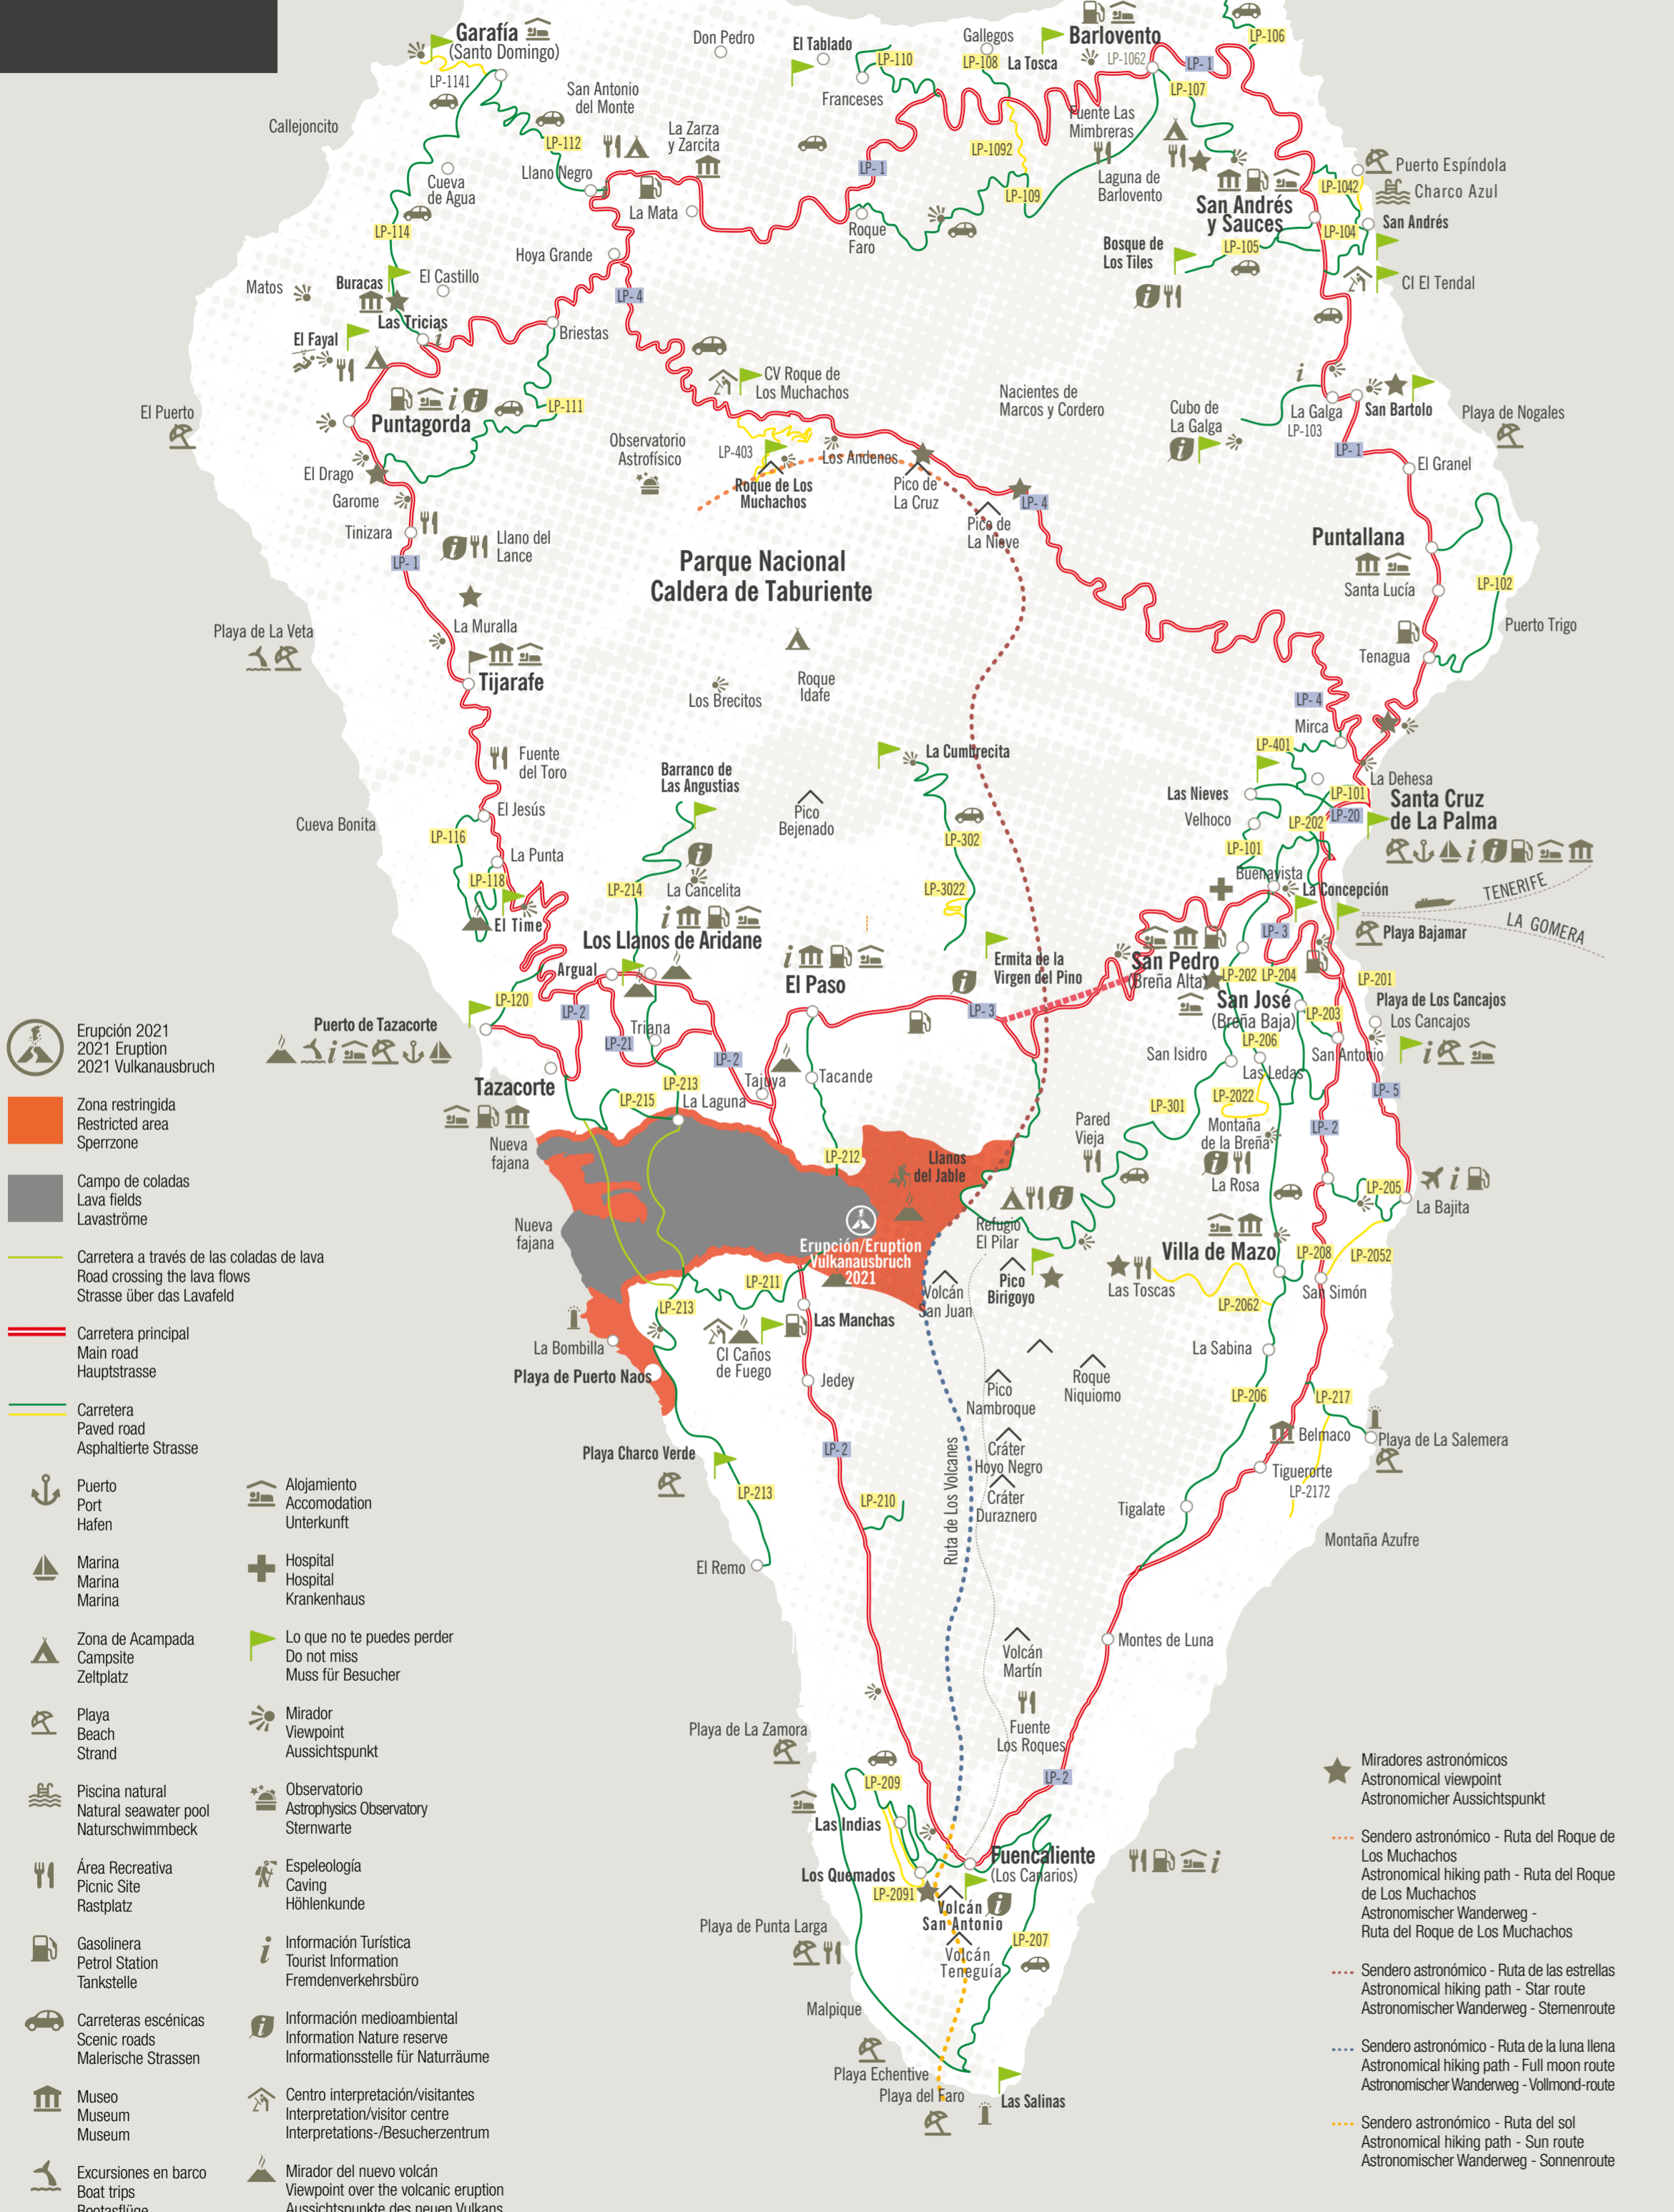 Garafía
(Santo Domingo)
LP-1141
Callejoncito
San Antonio
del Monte
LP-112
Don Pedro
El Tablado
LP-110
Franceses
Gallegos
LP-108
La Tosca
Barlovento
LP-1062
LP-1
LP-106
LP-107
La Zarza
y Zarcita
Llano Negro
La Mata
LP-1
LP-1092
Fuente Las
Mimbreras
LP-109
Laguna de
Barlovento
Roque
Faro
Cueva
de Agua
LP-114
Hoya Grande
Puerto Espíndola
Charco Azul
LP-1042
San Andrés
y Sauces
San Andrés
LP-104
LP-105
Bosque de
Los Tiles
CI El Tendal
Matos
Buracas
El Castillo
Las Tricias
El Fayal
LP-4
Briestas
CV Roque de
Los Muchachos
LP-111
Puntagorda
El Puerto
El Drago
Garome
Tinizara
LP-1
Llano del
Lance
Observatorio
Astrofísico
LP-403
Los Andenes
Roque de Los
Muchachos
Pico de
La Cruz
LP-4
Pico de
La Nieve
Nacientes de
Marcos y Cordero
Cubo de
La Galga
La Galga
LP-103
San Bartolo
Playa de Nogales
LP-1
El Granel
Puntallana
Santa Lucía
LP-102
Puerto Trigo
Tenagua
Parque Nacional
Caldera de Taburiente
La Muralla
Playa de La Veta
Tijarafe
Los Brecitos
Roque
Idafe
LP-4
Mirca
LP-401
La Dehesa
Fuente
del Toro
Barranco de
Las Angustias
La Cumbrecita
Pico
Bejenado
Las Nieves
Velhoco
LP-101
LP-20
Santa Cruz
de La Palma
LP-202
LP-101
El Jesús
Cueva Bonita
LP-116
La Punta
LP-118
El Time
LP-214
La Cancelita
LP-302
LP-3022
Buenavista
La Concepción
TENERIFE
LA GOMERA
LP-3
Playa Bajamar
Los Llanos de Aridane
Argual
El Paso
Ermita de la
Virgen del Pino
San Pedro
(Breña Alta)
LP-202
LP-204
LP-201
San José
(Breña Baja)
LP-203
Playa de Los Cancajos
Los Cancajos
LP-120
LP-2
LP-3
Triana
LP-21
LP-2
Puerto de Tazacorte
San Isidro
LP-206
San Antonio
Las Ledas
LP-5
Tazacorte
LP-213
LP-215
La Laguna
Tajuya
Tacande
LP-2022
LP-301
Pared
Vieja
Montaña
de la Breña
LP-2
La Rosa
Nueva
fajana
LP-212
Llanos
del Jable
LP-205
La Bajita
Nueva
fajana
Erupción/Eruption
Vulkanausbruch
2021
Refugio
El Pilar
Villa de Mazo
LP-208
LP-2052
LP-211
Volcán
San Juan
Pico
Birigoyo
Las Toscas
LP-2062
San Simón
LP-213
La Bombilla
CI Caños
de Fuego
Las Manchas
Playa de Puerto Naos
Jedey
La Sabina
Pico
Nambroque
Roque
Niquiomo
LP-206
LP-217
Playa Charco Verde
LP-2
Cráter
Hoyo Negro
Belmaco
Playa de La Salemera
LP-213
LP-210
Cráter
Duraznero
Tiguerorte
LP-2172
Tigalate
Montaña Azufre
Ruta de Los Volcanes
El Remo
Montes de Luna
Volcán
Martín
Playa de La Zamora
Fuente
Los Roques
LP-2
LP-209
Las Indias
Los Quemados
LP-2091
Fuencaliente
(Los Canarios)
Volcán
San Antonio
Playa de Punta Larga
Volcán
Teneguía
LP-207
Malpique
Playa Echentive
Playa del Faro
Las Salinas
Erupción 2021
2021 Eruption
2021 Vulkanausbruch
Zona restringida
Restricted area
Sperrzone
Campo de coladas
Lava fields
Lavaströme
Carretera a través de las coladas de lava
Road crossing the lava flows
Strasse über das Lavafeld
Carretera principal
Main road
Hauptstrasse
Carretera
Paved road
Asphaltierte Strasse
Puerto
Port
Hafen
Marina
Marina
Marina
Zona de Acampada
Campsite
Zeltplatz
Playa
Beach
Strand
Piscina natural
Natural seawater pool
Naturschwimmbeck
Área Recreativa
Picnic Site
Rastplatz
Gasolinera
Petrol Station
Tankstelle
Carreteras escénicas
Scenic roads
Malerische Strassen
Museo
Museum
Museum
Excursiones en barco
Boat trips
Bootasflüge
Alojamiento
Accomodation
Unterkunft
Hospital
Hospital
Krankenhaus
Lo que no te puedes perder
Do not miss
Muss für Besucher
Mirador
Viewpoint
Aussichtspunkt
Observatorio
Astrophysics Observatory
Sternwarte
Espeleología
Caving
Höhlenkunde
Información Turística
Tourist Information
Fremdenverkehrsbüro
Información medioambiental
Information Nature reserve
Informationsstelle für Naturräume
Centro interpretación/visitantes
Interpretation/visitor centre
Interpretations-/Besucherzentrum
Mirador del nuevo volcán
Viewpoint over the volcanic eruption
Aussichtspunkte des neuen Vulkans
Miradores astronómicos
Astronomical viewpoint
Astronomicher Aussichtspunkt
Sendero astronómico - Ruta del Roque de
Los Muchachos
Astronomical hiking path - Ruta del Roque
de Los Muchachos
Astronomischer Wanderweg -
Ruta del Roque de Los Muchachos
Sendero astronómico - Ruta de las estrellas
Astronomical hiking path - Star route
Astronomischer Wanderweg - Sternenroute
Sendero astronómico - Ruta de la luna llena
Astronomical hiking path - Full moon route
Astronomischer Wanderweg - Vollmond-route
Sendero astronómico - Ruta del sol
Astronomical hiking path - Sun route
Astronomischer Wanderweg - Sonnenroute